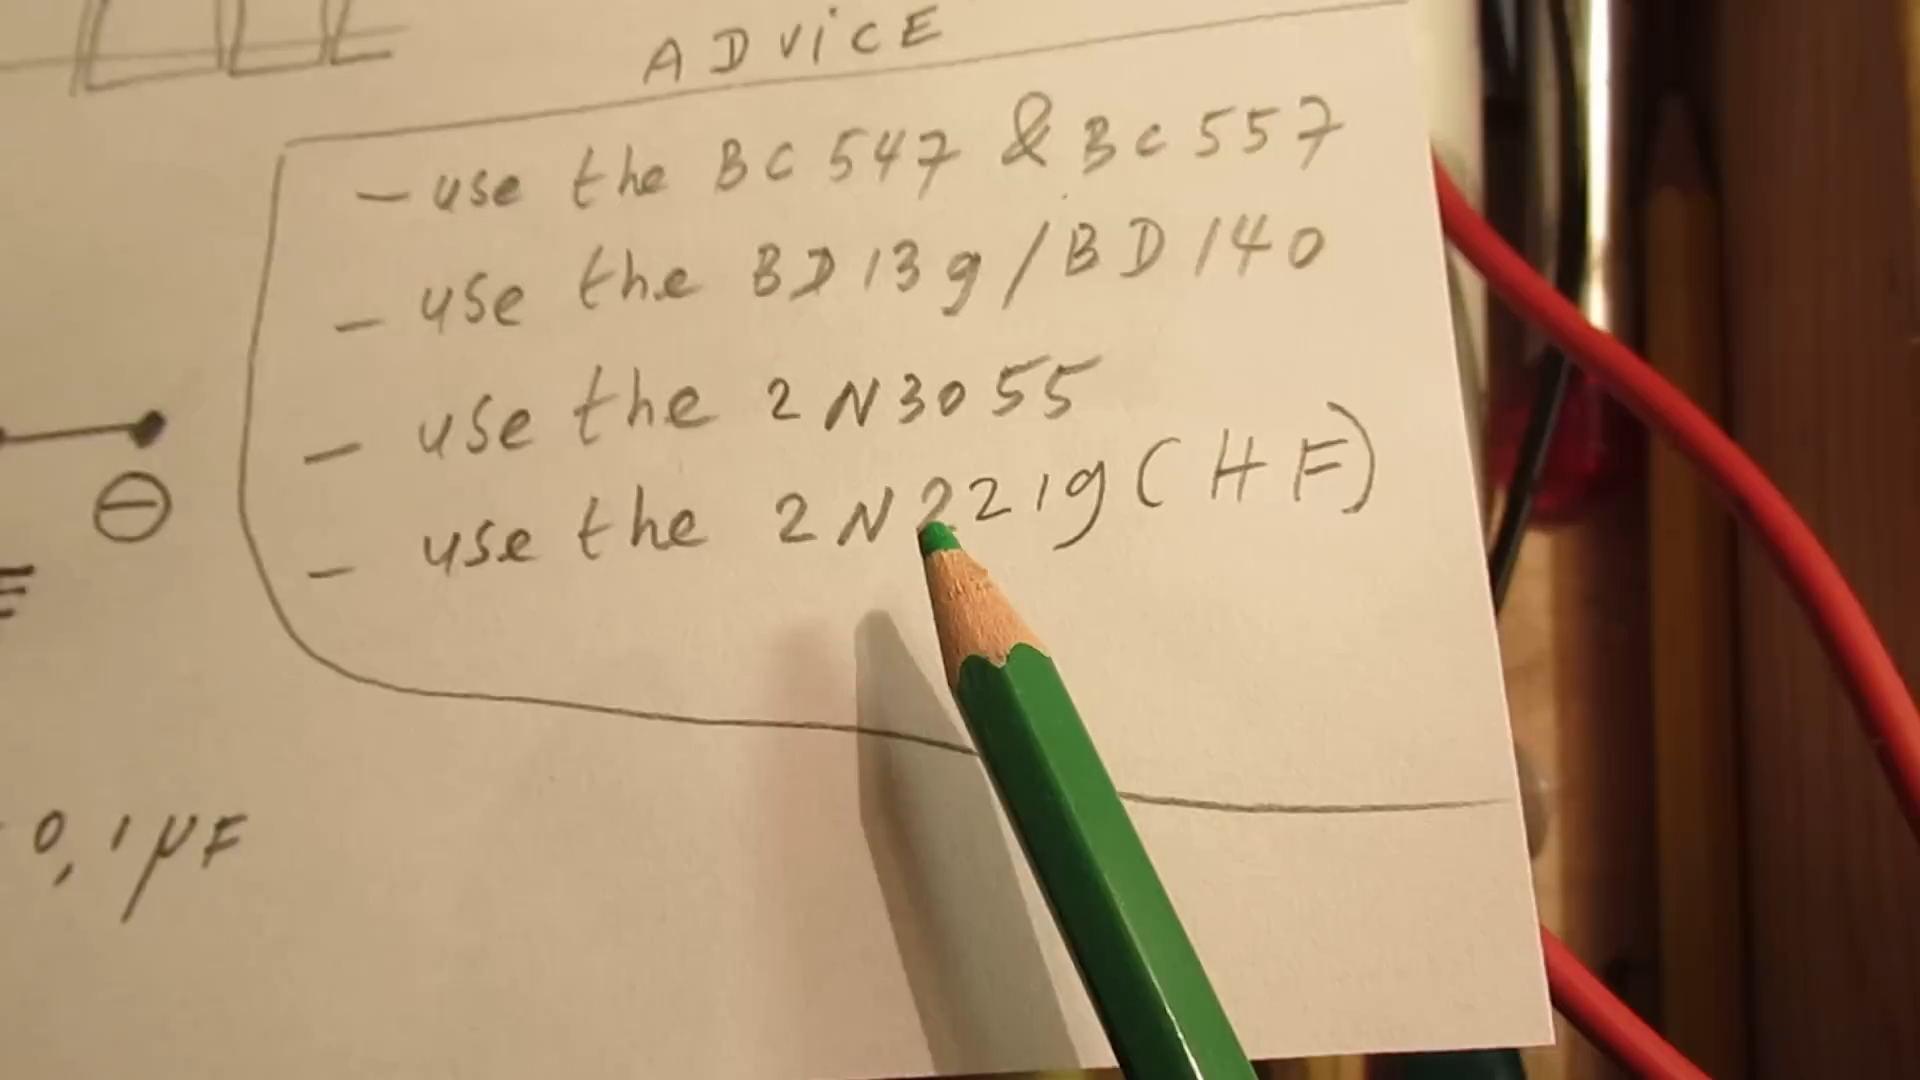 ADViCE
- use the BC547 & BC557
- use the BD139/BD140
- use the 2N3055
- use the 2N2219(HF)
0,1µF